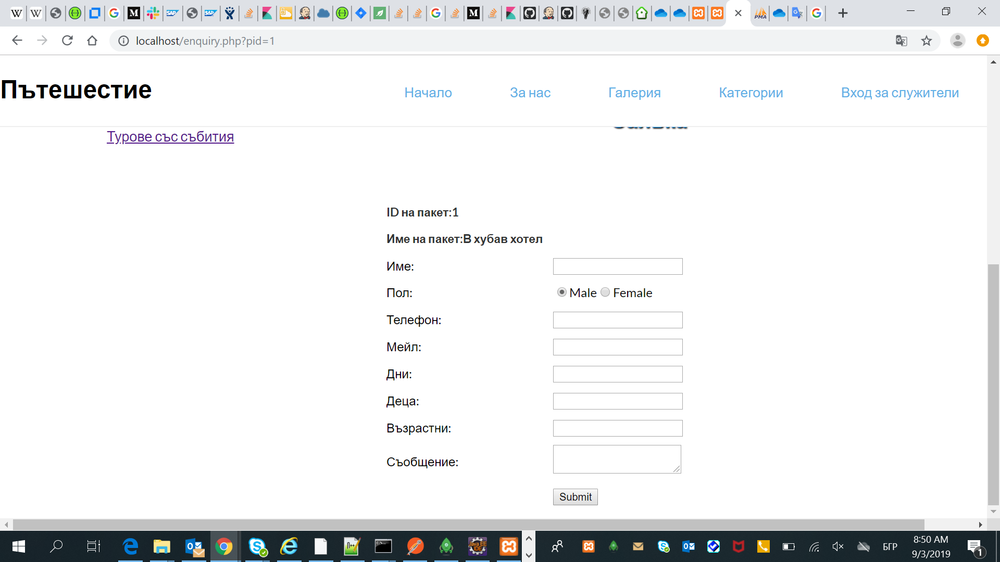 localhost/enquiry.php?pid=1
Пътешестие
Начало
За нас
Галерия
Категории
Вход за служители
Турове със събития
ID на пакет:1
Име на пакет:В хубав хотел
Име:
Пол:
Male
Female
Телефон:
Мейл:
Дни:
Деца:
Възрастни:
Съобщение:
Submit
БГР
8:50 AM
9/3/2019
1